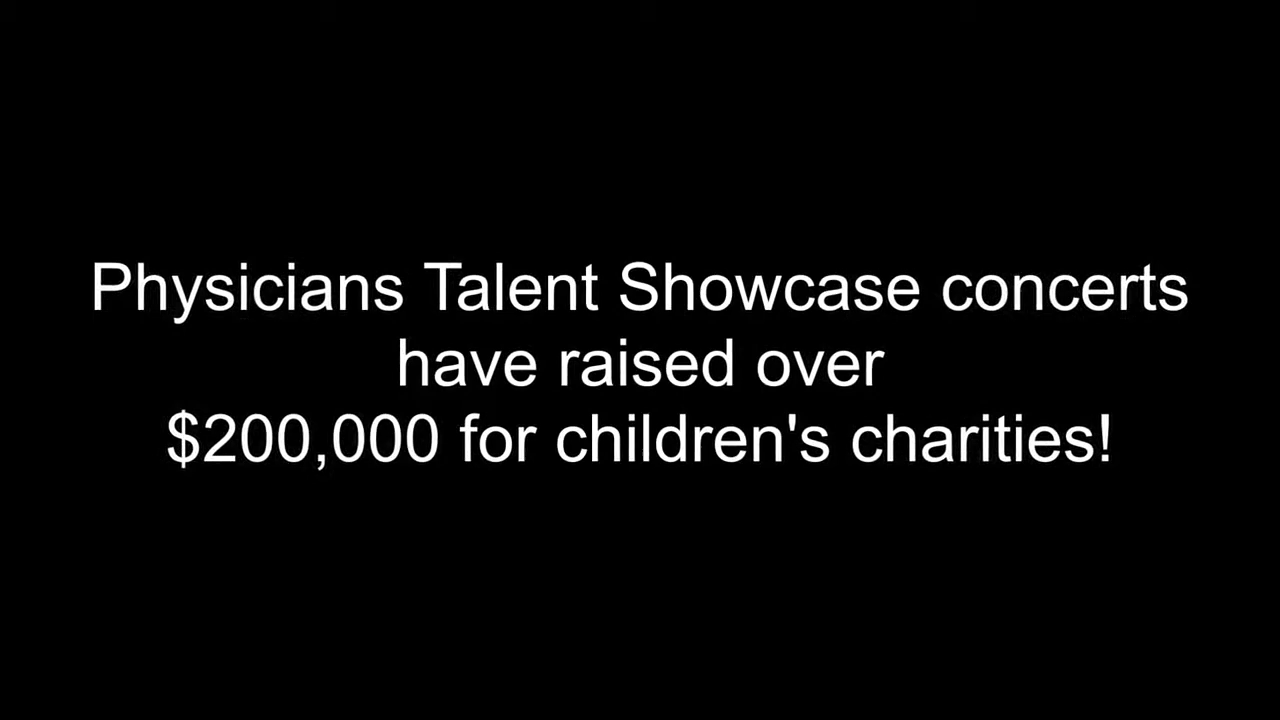 Physicians Talent Showcase concerts
have raised over
$200,000 for children's charities!